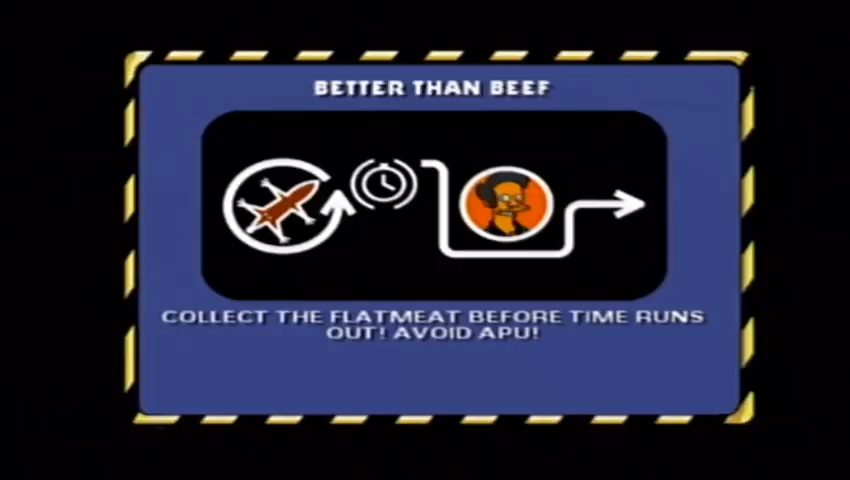 BETTER THAN BEEF
COLLECT THE FLATMEAT BEFORE TIME RUNS
OUT! AVOID APU!